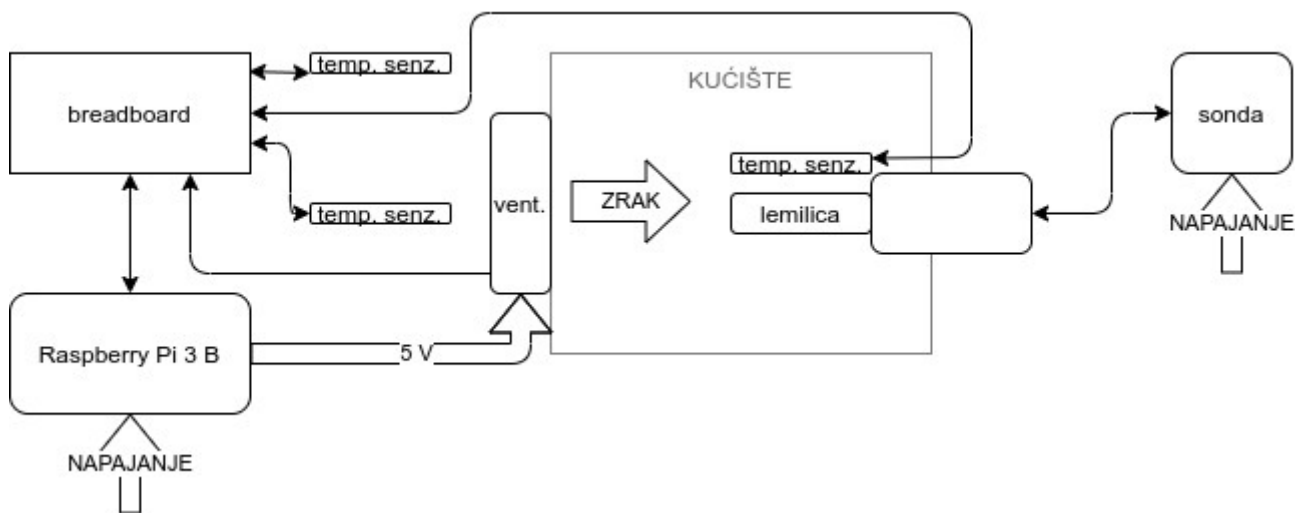 temp. senz.
KUĆIŠTE
breadboard
sonda
temp. senz.
lemilica
ZRAK
vent.
temp. senz.
NAPAJANJE
Raspberry Pi 3 B
5 V
NAPAJANJE